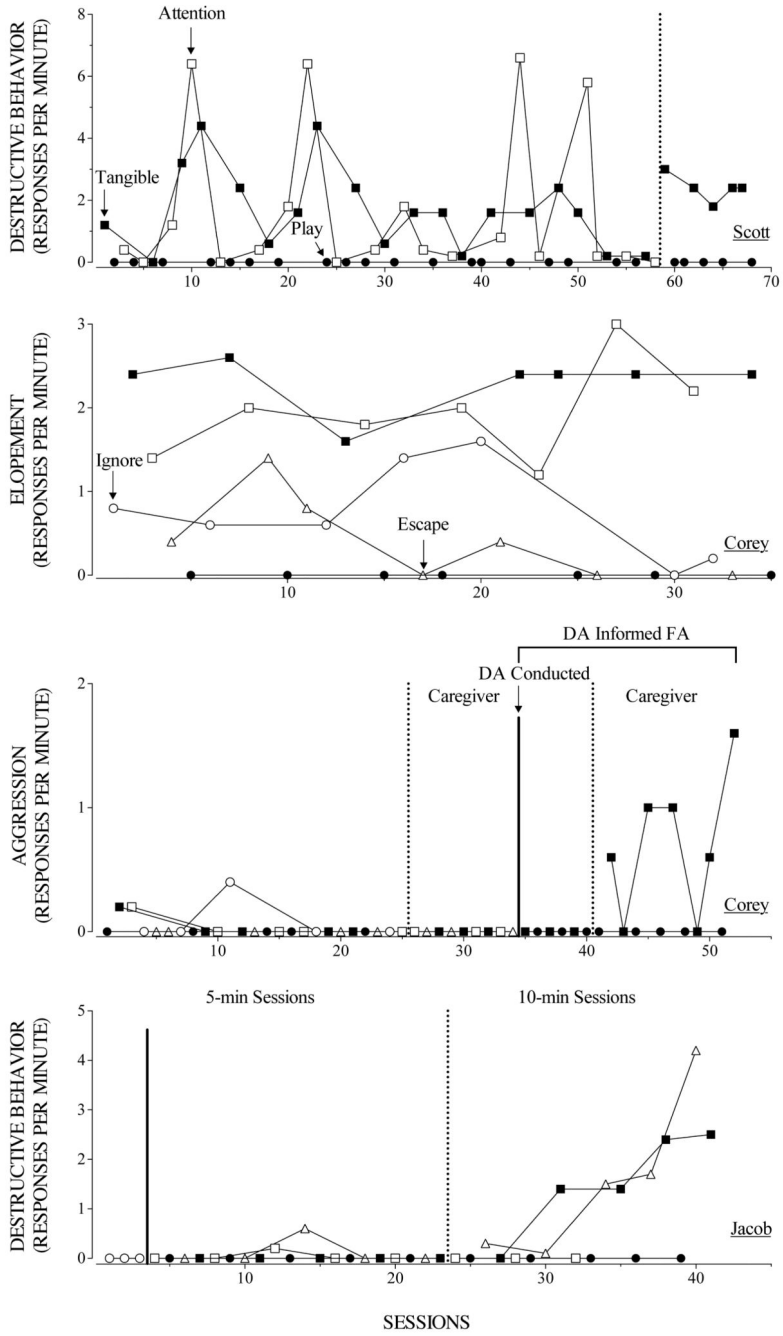 DESTRUCTIVE BEHAVIOR
(RESPONSES PER MINUTE)
8
6
4
2
0
Attention
Tangible
Play
Scott
10
20
30
40
50
60
70
ELOPEMENT
(RESPONSES PER MINUTE)
3
2
1
0
Ignore
Escape
Corey
10
20
30
DA Informed FA
DA Conducted
Caregiver
Caregiver
AGGRESSION
(RESPONSES PER MINUTE)
2
1
0
Corey
10
20
30
40
50
5-min Sessions
10-min Sessions
DESTRUCTIVE BEHAVIOR
(RESPONSES PER MINUTE)
5
4
3
2
1
0
Jacob
10
20
30
40
SESSIONS